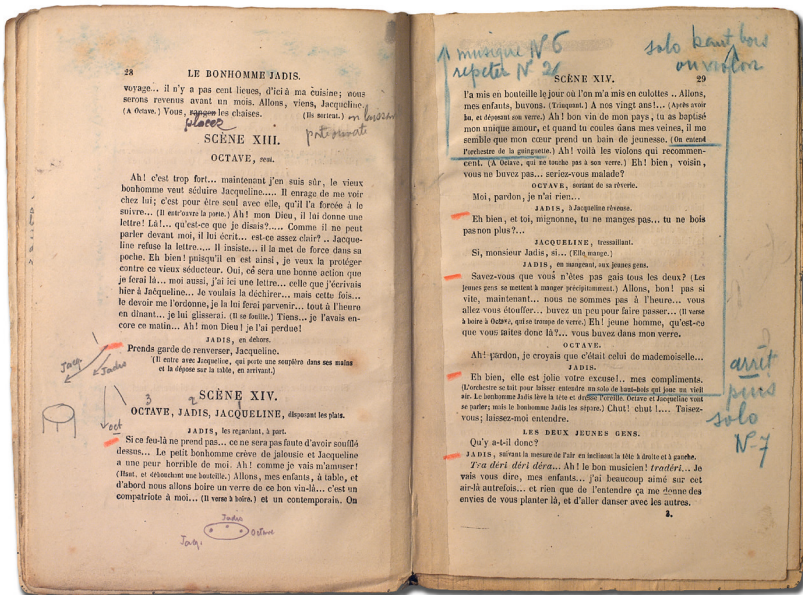 28 LE BONHOMME JADIS.
voyage... il n'y a pas cent lieues, d'ici à ma cuisine; nous
serons revenus avant un mois. Allons, viens, Jacqueline.
(A Octave.) Vous, rangez les chaises. (Ils sortent.)
placez
porte ouverte
SCÈNE XIII.
OCTAVE, seul.
Ah! c'est trop fort... maintenant j'en suis sûr, le vieux
bonhomme veut séduire Jacqueline..... Il enrage de me voir
chez lui; c'est pour être seul avec elle, qu'il l'a forcée à le
suivre... (Il entr'ouvre la porte.) Ah! mon Dieu, il lui donne une
lettre! Là!... qu'est-ce que je disais?.... Comme il ne peut
parler devant moi, il lui écrit... est-ce assez clair? .. Jacque-
line refuse la lettre.... Il insiste... il la met de force dans sa
poche. Eh bien! puisqu'il en est ainsi, je veux la protéger
contre ce vieux séducteur. Oui, ce sera une bonne action que
je ferai là... moi aussi, j'ai ici une lettre... celle que j'écrivais
hier à Jacqueline. Je voulais la déchirer... mais cette fois...
le devoir me l'ordonne, je la lui ferai parvenir... tout à l'heure
en dînant... je lui glisserai. (Il se fouille.) Tiens... je l'avais en-
core ce matin... Ah! mon Dieu! je l'ai perdue!
JADIS, en dehors.
Prends garde de renverser, Jacqueline.
(Il entre avec Jacqueline, qui porte une soupière dans ses mains
et la dépose sur la table, en arrivant.)
Jacq
Jadis
3 2 1
SCÈNE XIV.
OCTAVE, JADIS, JACQUELINE, disposant les plats.
oct
JADIS, les regardant, à part.
Si ce feu-là ne prend pas... ce ne sera pas faute d'avoir soufflé
dessus... Le petit bonhomme crève de jalousie et Jacqueline
a une peur horrible de moi. Ah! comme je vais m'amuser!
(Haut, et débouchant une bouteille.) Allons, mes enfants, à table, et
d'abord nous allons boire un verre de ce bon vin-là... c'est un
compatriote à moi... (Il verse à boire.) et un contemporain. On
Jadis
Jacq. Octave
musique N° 6
repeter N° 2
solo haut bois
ou violon
SCÈNE XIV. 29
l'a mis en bouteille le jour où l'on m'a mis en culottes .. Allons,
mes enfants, buvons. (Trinquant.) A nos vingt ans!... (Après avoir
bu, et déposant son verre.) Ah! bon vin de mon pays, tu as baptisé
mon unique amour, et quand tu coules dans mes veines, il me
semble que mon cœur prend un bain de jeunesse. (On entend
l'orchestre de la guinguette.) Ah! voilà les violons qui recommen-
cent. (A Octave, qui ne touche pas à son verre.) Eh! bien, voisin,
vous ne buvez pas... seriez-vous malade?
OCTAVE, sortant de sa rêverie.
Moi, pardon, je n'ai rien...
JADIS, à Jacqueline rêveuse.
Eh bien, et toi, mignonne, tu ne manges pas... tu ne bois
pas non plus?...
JACQUELINE, tressaillant.
Si, monsieur Jadis, si... (Elle mange.)
JADIS, en mangeant, aux jeunes gens.
Savez-vous que vous n'êtes pas gais tous les deux? (Les
jeunes gens se mettent à manger précipitamment.) Allons, bon! pas si
vite, maintenant... nous ne sommes pas à l'heure... vous
allez vous étouffer... buvez un peu pour faire passer... (Il verse
à boire à Octave, qui se trompe de verre.) Eh! jeune homme, qu'est-ce
que vous faites donc là?... vous buvez dans mon verre.
OCTAVE.
Ah! pardon, je croyais que c'était celui de mademoiselle...
JADIS.
Eh bien, elle est jolie votre excuse!.. mes compliments.
(L'orchestre se tait pour laisser entendre un solo de haut-bois qui joue un vieil
air. Le bonhomme Jadis lève la tête et dresse l'oreille. Octave et Jacqueline vont
se parler; mais le bonhomme Jadis les sépare.) Chut! chut!.... Taisez-
vous; laissez-moi entendre.
arrêt
puis
solo
N-7
LES DEUX JEUNES GENS.
Qu'y a-t-il donc?
JADIS, suivant la mesure de l'air en inclinant la tête à droite et à gauche.
Tra déri déri déra... Ah! le bon musicien! tradéri... Je
vais vous dire, mes enfants... j'ai beaucoup aimé sur cet
air-là autrefois... et rien que de l'entendre ça me donne des
envies de vous planter là, et d'aller danser avec les autres.
3.